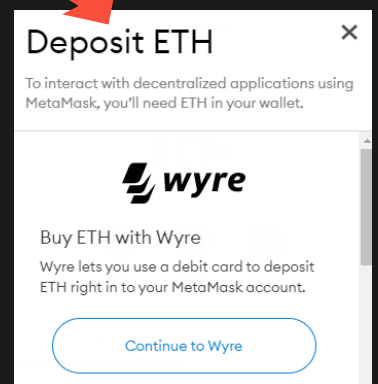 Deposit ETH
To interact with decentralized applications using
MetaMask, you'll need ETH in your wallet.
wyre
Buy ETH with Wyre
Wyre lets you use a debit card to deposit
ETH right in to your MetaMask account.
Continue to Wyre